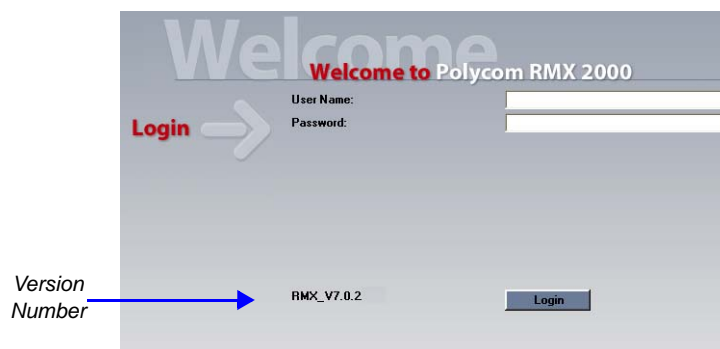 Welcome
Welcome to Polycom RMX 2000
User Name:
Password:
Login
RMX_V7.0.2
Login
Version
Number